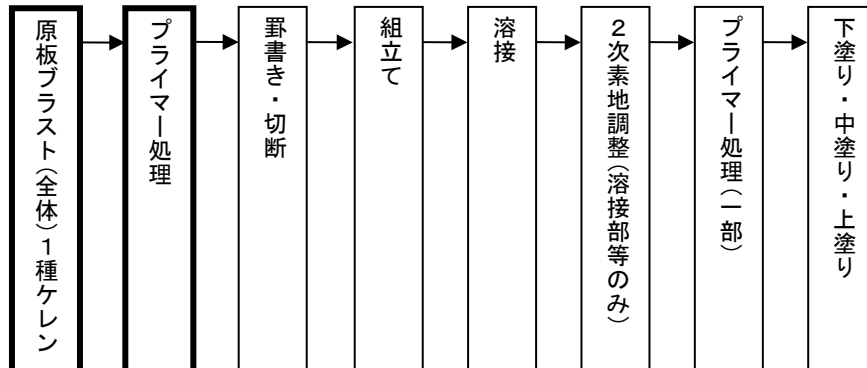 原板ブラスト（全体）１種ケレン
プライマー処理
罫書き・切断
組立て
溶接
２次素地調整（溶接部等のみ）
プライマー処理（一部）
下塗り・中塗り・上塗り